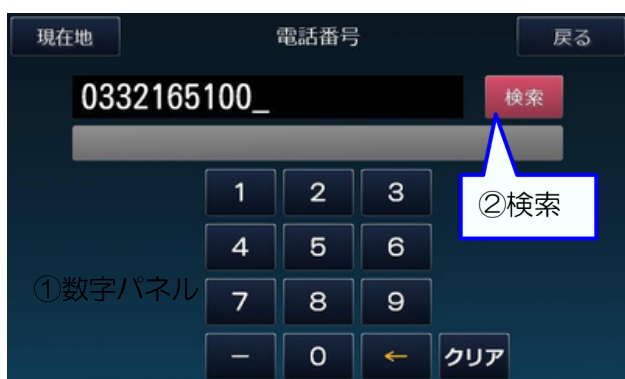 現在地 電話番号 戻る
0332165100_ 検索
1 2 3
②検索
4 5 6
①数字パネル
7 8 9
- 0 ← クリア